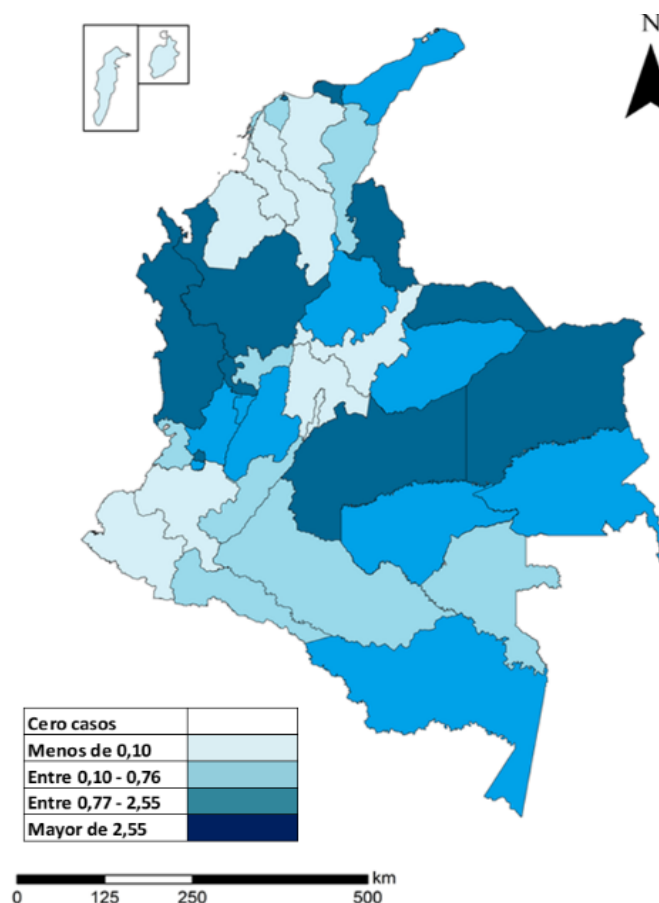 N
Cero casos
Menos de 0,10
Entre 0,10 - 0,76
Entre 0,77 - 2,55
Mayor de 2,55
km
0 125 250 500